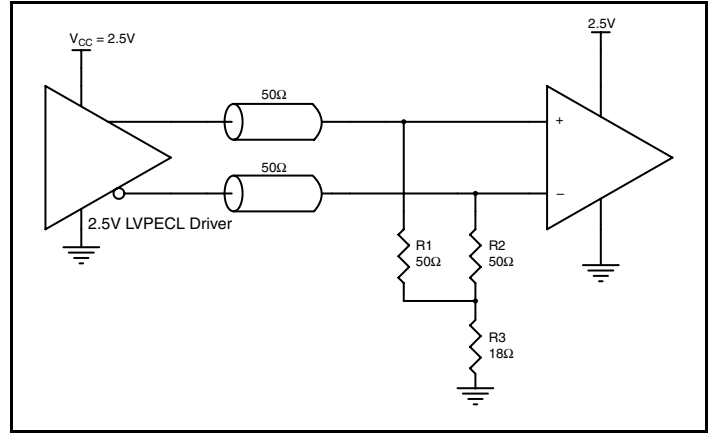 V_CC = 2.5V
2.5V
50Ω
50Ω
+
−
2.5V LVPECL Driver
R1
50Ω
R2
50Ω
R3
18Ω